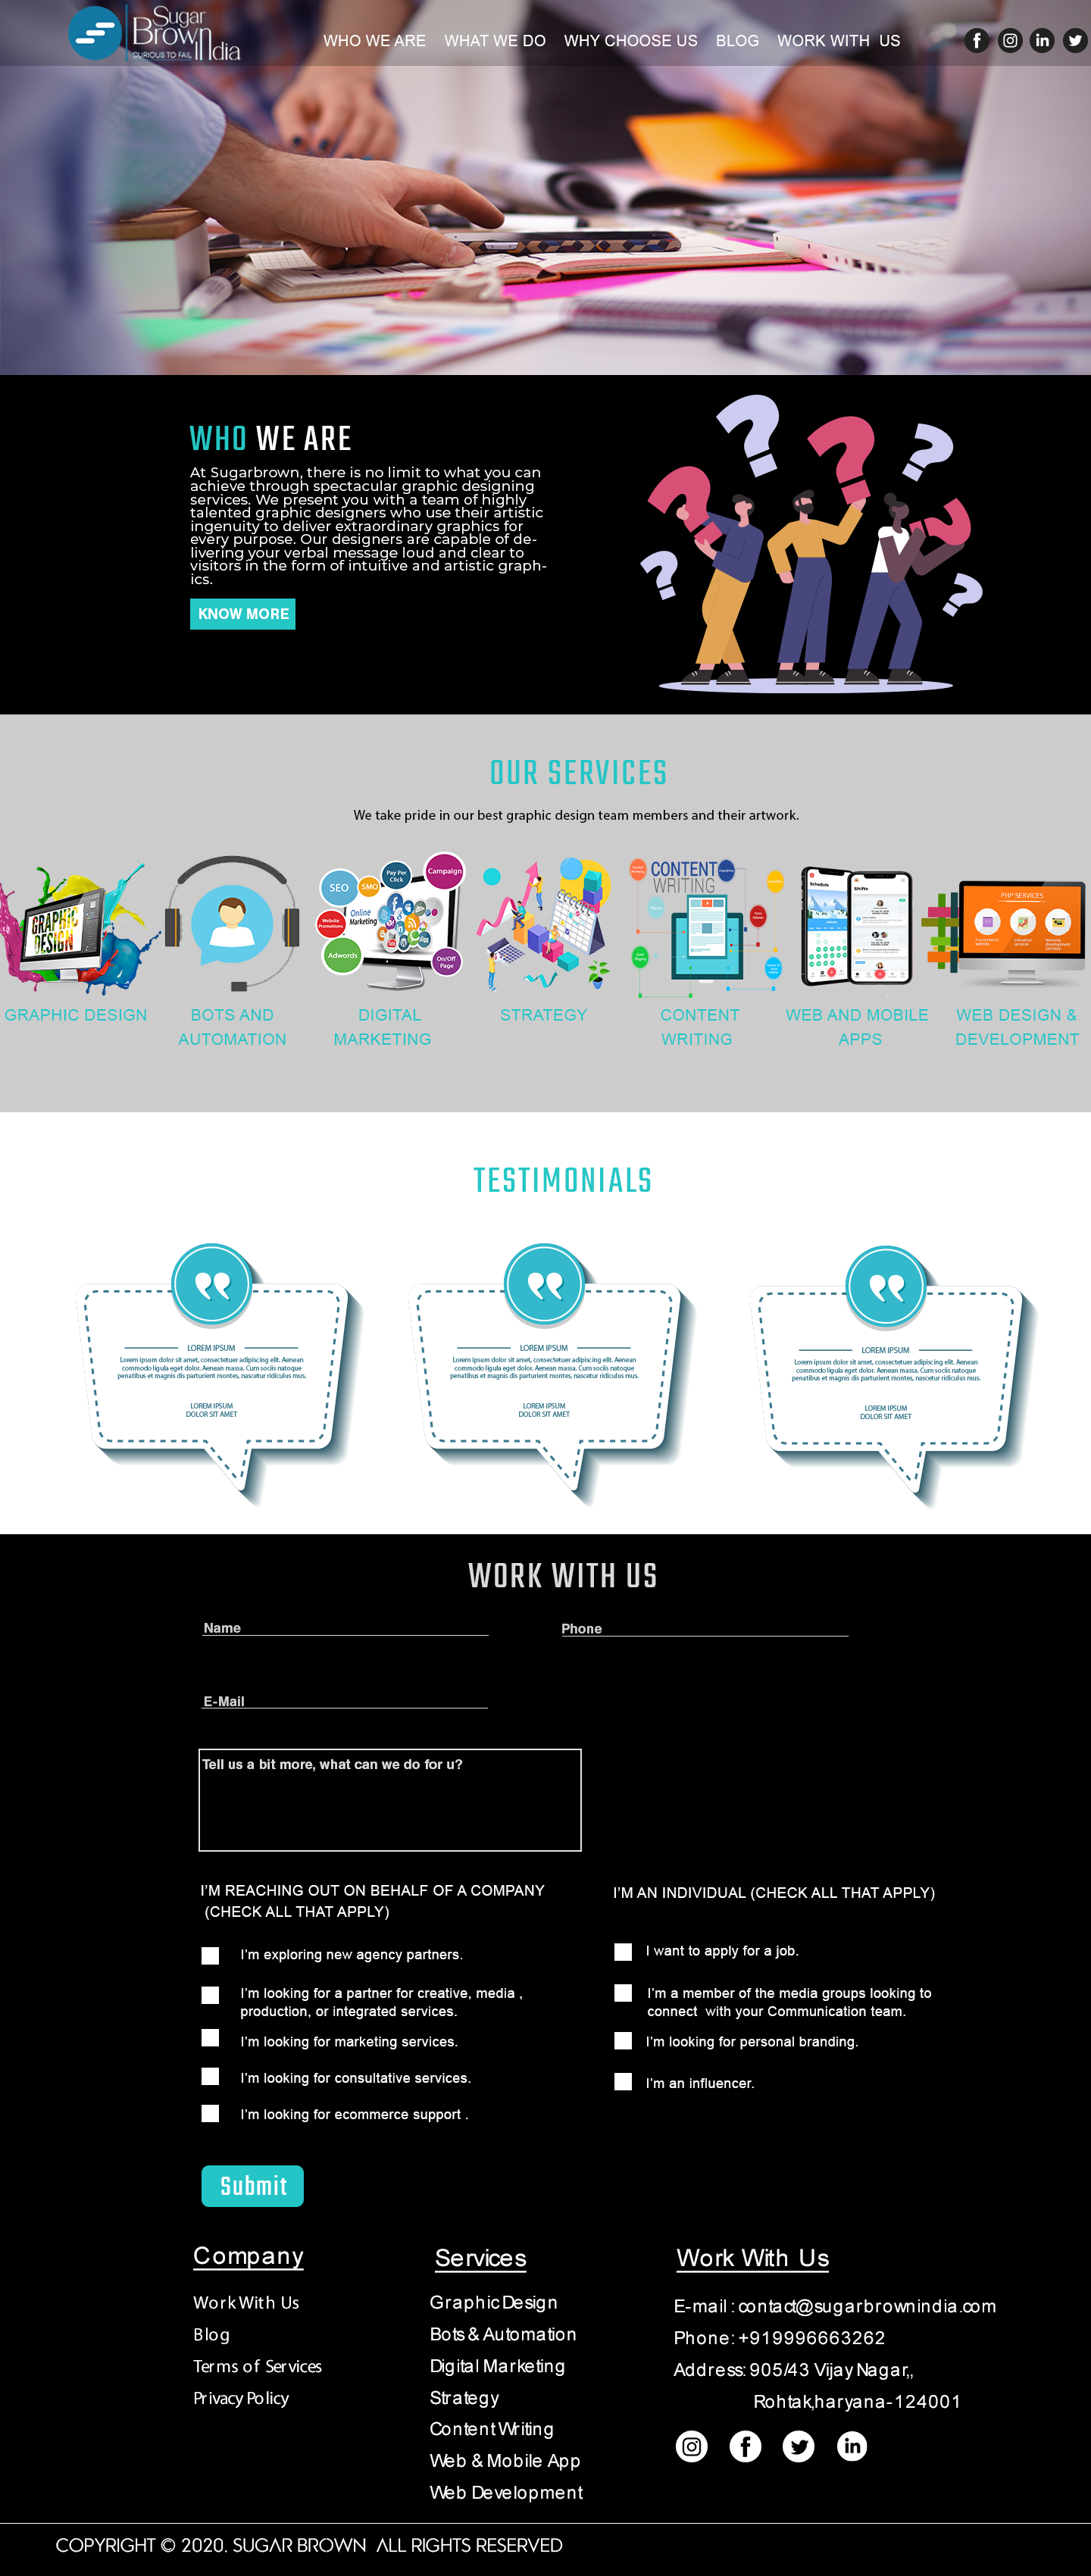 Sugar
Brown
India
CURIOUS TO FAIL
WHO WE ARE WHAT WE DO WHY CHOOSE US BLOG WORK WITH US
WHO WE ARE
At Sugarbrown, there is no limit to what you can
achieve through spectacular graphic designing
services. We present you with a team of highly
talented graphic designers who use their artistic
ingenuity to deliver extraordinary graphics for
every purpose. Our designers are capable of de-
livering your verbal message loud and clear to
visitors in the form of intuitive and artistic graph-
ics.
KNOW MORE
OUR SERVICES
We take pride in our best graphic design team members and their artwork.
GRAPHIC
DESIGN
SEO
SMO
Pay Per
Click
Campaign
Website
Promotions
Online
Marketing
Adwords
On/Off
Page
CONTENT
WRITING
Schedule
Shifts
PHP SERVICES
GRAPHIC DESIGN
BOTS AND
AUTOMATION
DIGITAL
MARKETING
STRATEGY
CONTENT
WRITING
WEB AND MOBILE
APPS
WEB DESIGN &
DEVELOPMENT
TESTIMONIALS
LOREM IPSUM
Lorem ipsum dolor sit amet, consectetuer adipiscing elit. Aenean
commodo ligula eget dolor. Aenean massa. Cum sociis natoque
penatibus et magnis dis parturient montes, nascetur ridiculus mus.
LOREM IPSUM
DOLOR SIT AMET
LOREM IPSUM
Lorem ipsum dolor sit amet, consectetuer adipiscing elit. Aenean
commodo ligula eget dolor. Aenean massa. Cum sociis natoque
penatibus et magnis dis parturient montes, nascetur ridiculus mus.
LOREM IPSUM
DOLOR SIT AMET
LOREM IPSUM
Lorem ipsum dolor sit amet, consectetuer adipiscing elit. Aenean
commodo ligula eget dolor. Aenean massa. Cum sociis natoque
penatibus et magnis dis parturient montes, nascetur ridiculus mus.
LOREM IPSUM
DOLOR SIT AMET
WORK WITH US
Name
Phone
E-Mail
Tell us a bit more, what can we do for u?
I'M REACHING OUT ON BEHALF OF A COMPANY
(CHECK ALL THAT APPLY)
I'm exploring new agency partners.
I'm looking for a partner for creative, media ,
production, or integrated services.
I'm looking for marketing services.
I'm looking for consultative services.
I'm looking for ecommerce support .
I'M AN INDIVIDUAL (CHECK ALL THAT APPLY)
I want to apply for a job.
I'm a member of the media groups looking to
connect with your Communication team.
I'm looking for personal branding.
I'm an influencer.
Submit
Company
Work With Us
Blog
Terms of Services
Privacy Policy
Services
Graphic Design
Bots & Automation
Digital Marketing
Strategy
Content Writing
Web & Mobile App
Web Development
Work With Us
E-mail : contact@sugarbrownindia.com
Phone : +919996663262
Address: 905/43 Vijay Nagar,,
Rohtak,haryana-124001
COPYRIGHT © 2020. SUGAR BROWN ALL RIGHTS RESERVED